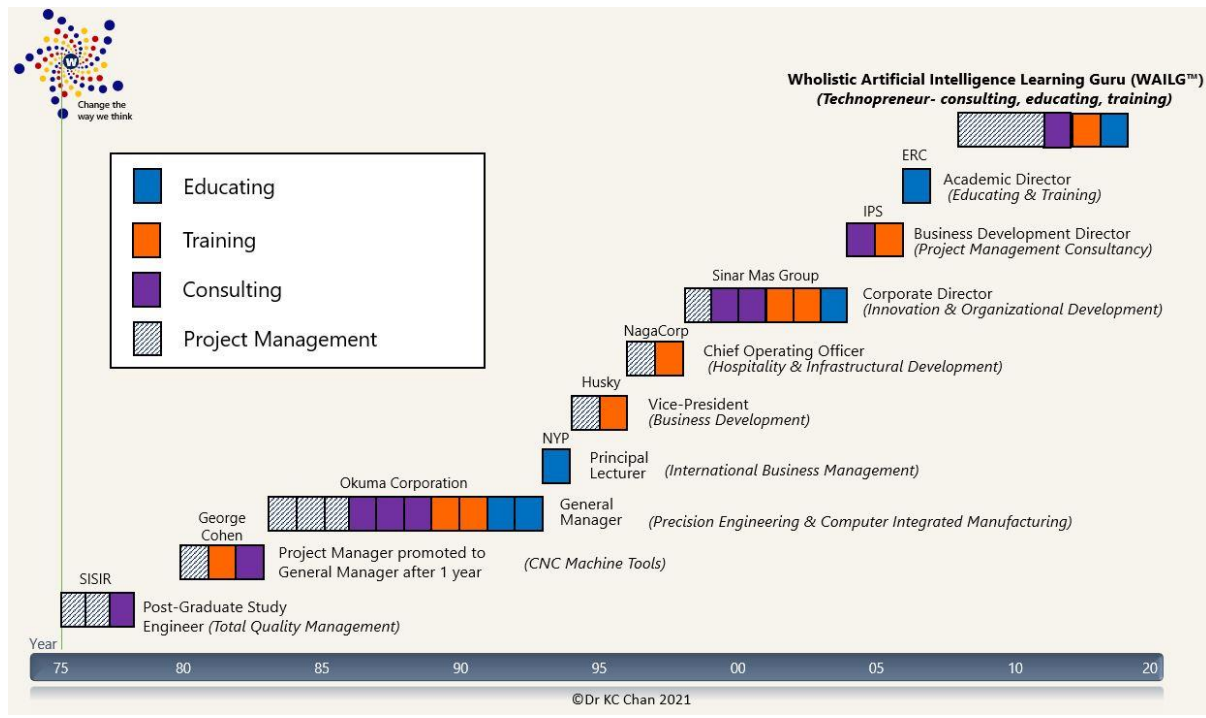 W
Change the
way we think
Wholistic Artificial Intelligence Learning Guru (WAILG™)
(Technopreneur- consulting, educating, training)
Educating
Training
Consulting
Project Management
ERC
Academic Director
(Educating & Training)
IPS
Business Development Director
(Project Management Consultancy)
Sinar Mas Group
Corporate Director
(Innovation & Organizational Development)
NagaCorp
Chief Operating Officer
(Hospitality & Infrastructural Development)
Husky
Vice-President
(Business Development)
NYP
Principal
Lecturer
(International Business Management)
Okuma Corporation
General
Manager
(Precision Engineering & Computer Integrated Manufacturing)
George
Cohen
Project Manager promoted to
General Manager after 1 year
(CNC Machine Tools)
SISIR
Post-Graduate Study
Engineer (Total Quality Management)
Year
75 80 85 90 95 00 05 10 20
©Dr KC Chan 2021